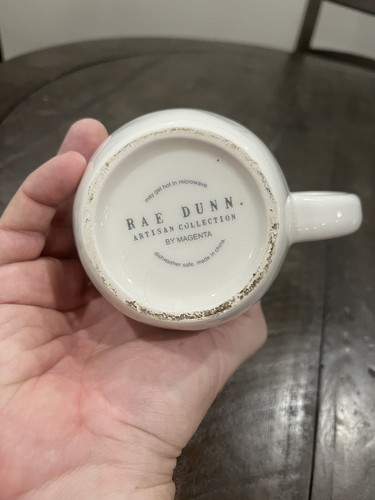 may get hot in microwave.
RAE DUNN.
ARTISAN COLLECTION
BY MAGENTA
dishwasher safe. made in china.